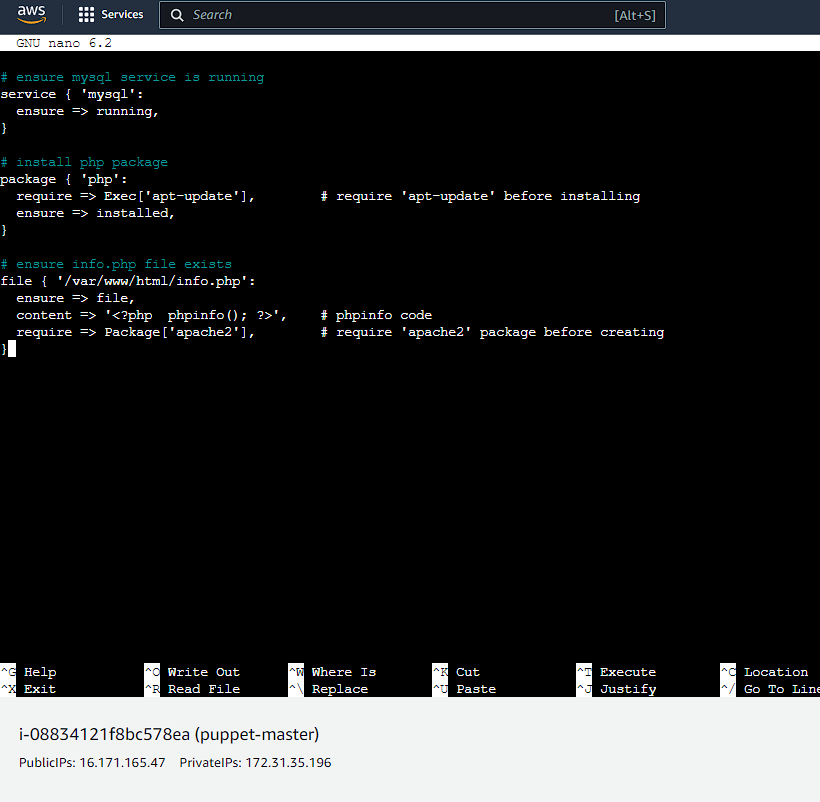 aws Services Search [Alt+S]
GNU nano 6.2
# ensure mysql service is running
service { 'mysql':
  ensure => running,
}
# install php package
package { 'php':
  require => Exec['apt-update'],        # require 'apt-update' before installing
  ensure => installed,
}
# ensure info.php file exists
file { '/var/www/html/info.php':
  ensure => file,
  content => '<?php  phpinfo(); ?>',    # phpinfo code
  require => Package['apache2'],        # require 'apache2' package before creating
}
^G Help ^O Write Out ^W Where Is ^K Cut ^T Execute ^C Location
^X Exit ^R Read File ^\ Replace ^U Paste ^J Justify ^/ Go To Line
i-08834121f8bc578ea (puppet-master)
PublicIPs: 16.171.165.47 PrivateIPs: 172.31.35.196